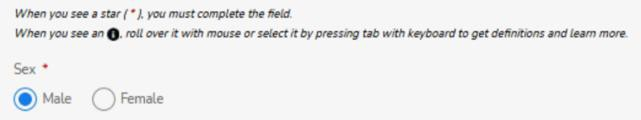 When you see a star ( * ), you must complete the field.
When you see an i, roll over it with mouse or select it by pressing tab with keyboard to get definitions and learn more.
Sex *
Male Female